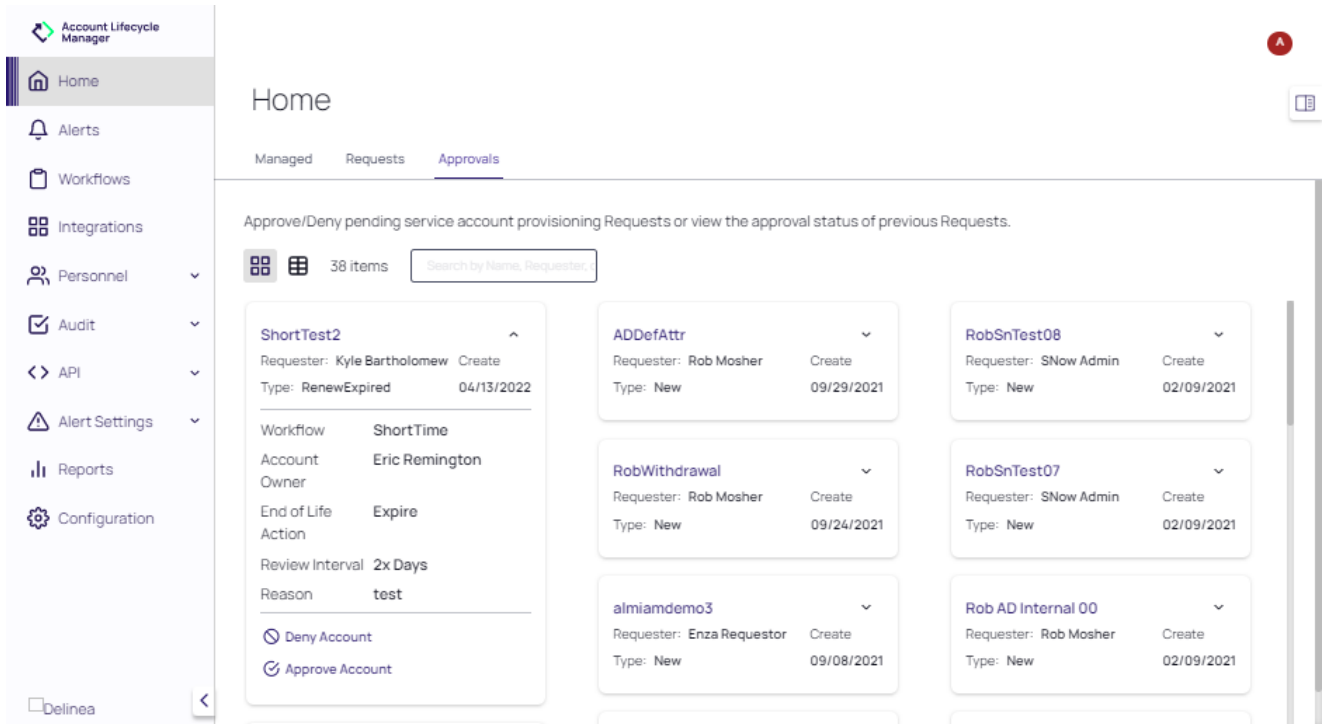 Account Lifecycle
Manager
A
Home
Alerts
Workflows
Integrations
Personnel
Audit
API
Alert Settings
Reports
Configuration
Delinea
Home
Managed Requests Approvals
Approve/Deny pending service account provisioning Requests or view the approval status of previous Requests.
38 items
Search by Name, Requester,
ShortTest2
Requester: Kyle Bartholomew Create
Type: RenewExpired 04/13/2022
Workflow ShortTime
Account Eric Remington
Owner
End of Life Expire
Action
Review Interval 2x Days
Reason test
Deny Account
Approve Account
ADDefAttr
Requester: Rob Mosher Create
Type: New 09/29/2021
RobWithdrawal
Requester: Rob Mosher Create
Type: New 09/24/2021
almiamdemo3
Requester: Enza Requestor Create
Type: New 09/08/2021
RobSnTest08
Requester: SNow Admin Create
Type: New 02/09/2021
RobSnTest07
Requester: SNow Admin Create
Type: New 02/09/2021
Rob AD Internal 00
Requester: Rob Mosher Create
Type: New 02/09/2021